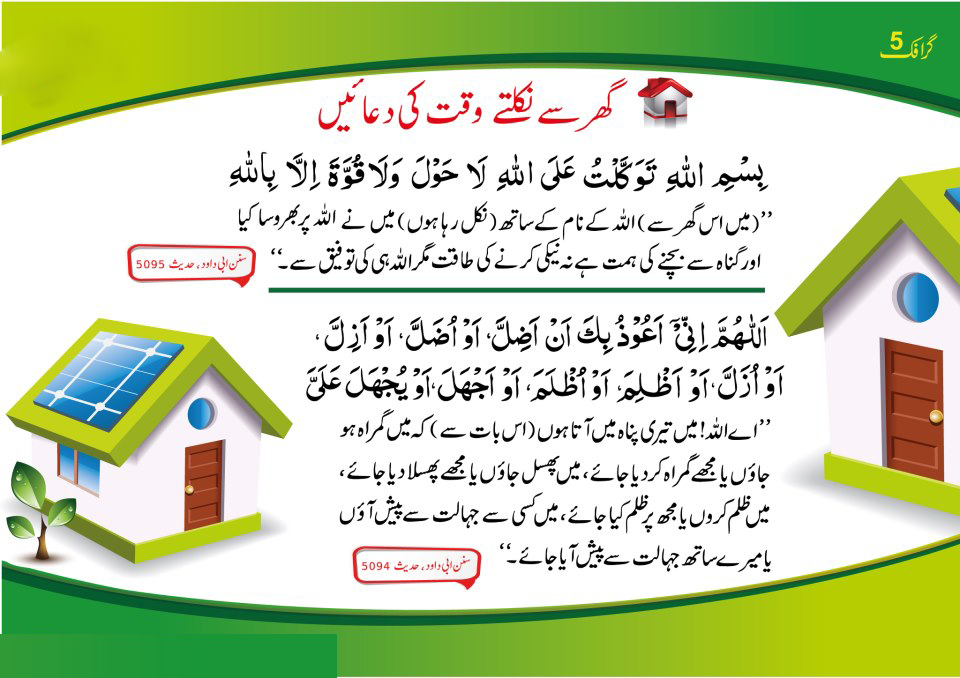 گرافک 5
گھر سے نکلتے وقت کی دعائیں
بِسْمِ اللهِ تَوَكَّلْتُ عَلَى اللهِ لَا حَوْلَ وَلَا قُوَّةَ اِلَّا بِاللهِ
’’(میں اس گھر سے) اللہ کے نام کے ساتھ (نکل رہا ہوں) میں نے اللہ پر بھروسا کیا
اور گناہ سے بچنے کی ہمت ہے نہ نیکی کرنے کی طاقت مگر اللہ ہی کی توفیق سے۔‘‘
سنن ابی داود، حدیث 5095
اَللّٰهُمَّ اِنِّيْٓ اَعُوْذُ بِكَ اَنْ اَضِلَّ، اَوْ اُضَلَّ، اَوْ اَزِلَّ،
اَوْ اُزَلَّ، اَوْ اَظْلِمَ، اَوْ اُظْلَمَ، اَوْ اَجْهَلَ، اَوْ يُجْهَلَ عَلَيَّ
’’اے اللہ! میں تیری پناہ میں آتا ہوں (اس بات سے) کہ میں گمراہ ہو
جاؤں یا مجھے گمراہ کر دیا جائے، میں پھسل جاؤں یا مجھے پھسلا دیا جائے،
میں ظلم کروں یا مجھ پر ظلم کیا جائے، میں کسی سے جہالت سے پیش آؤں
یا میرے ساتھ جہالت سے پیش آیا جائے۔‘‘
سنن ابی داود، حدیث 5094